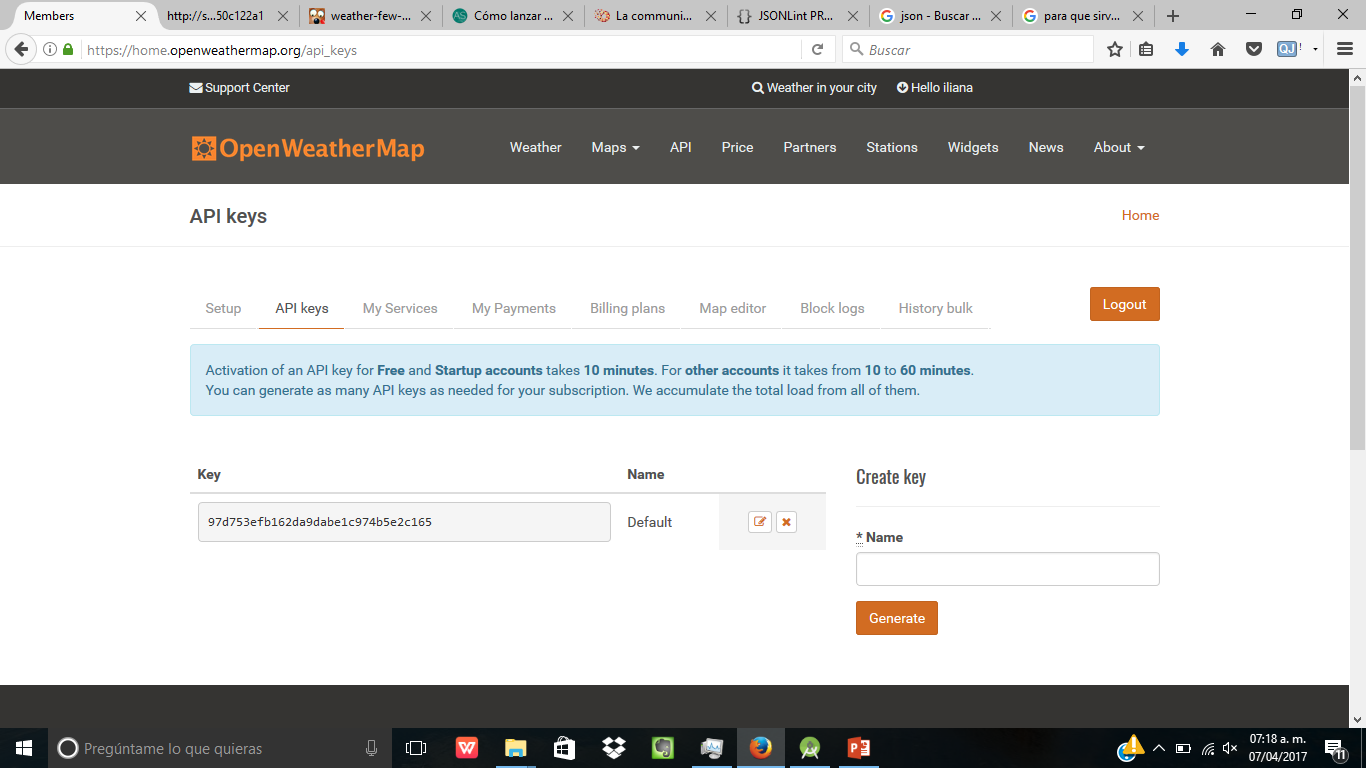 Members
http://s...50c122a1
weather-few-...
Cómo lanzar ...
La communi...
JSONLint PR...
json - Buscar ...
para que sirv...
https://home.openweathermap.org/api_keys
Buscar
QJ !
Support Center
Weather in your city
Hello iliana
OpenWeatherMap
Weather
Maps
API
Price
Partners
Stations
Widgets
News
About
API keys
Home
Setup
API keys
My Services
My Payments
Billing plans
Map editor
Block logs
History bulk
Logout
Activation of an API key for Free and Startup accounts takes 10 minutes. For other accounts it takes from 10 to 60 minutes.
You can generate as many API keys as needed for your subscription. We accumulate the total load from all of them.
Key
Name
Create key
97d753efb162da9dabe1c974b5e2c165
Default
* Name
Generate
Pregúntame lo que quieras
07:18 a. m.
07/04/2017
11